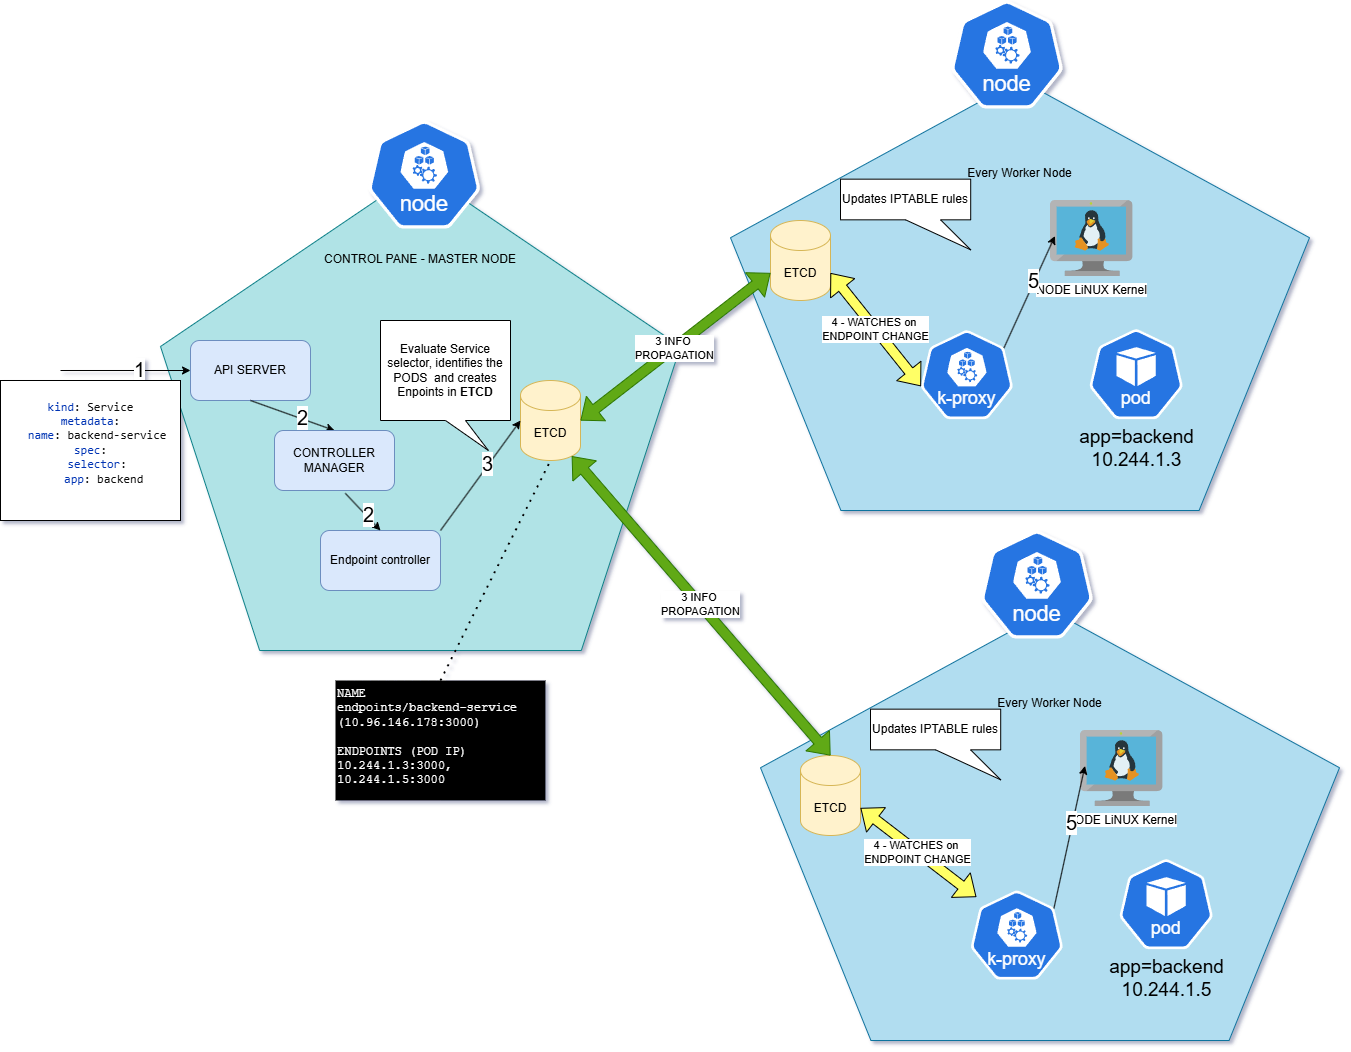 node
CONTROL PANE - MASTER NODE
1
API SERVER
kind: Service
metadata:
name: backend-service
spec:
selector:
app: backend
2
CONTROLLER
MANAGER
2
Endpoint controller
Evaluate Service
selector, identifies the
PODS and creates
Enpoints in ETCD
3
ETCD
NAME
endpoints/backend-service
(10.96.146.178:3000)
ENDPOINTS (POD IP)
10.244.1.3:3000,
10.244.1.5:3000
3 INFO
PROPAGATION
3 INFO
PROPAGATION
node
Every Worker Node
Updates IPTABLE rules
ETCD
4 - WATCHES on
ENDPOINT CHANGE
5
NODE LiNUX Kernel
k-proxy
pod
app=backend
10.244.1.3
node
Every Worker Node
Updates IPTABLE rules
ETCD
4 - WATCHES on
ENDPOINT CHANGE
5
ODE LiNUX Kernel
k-proxy
pod
app=backend
10.244.1.5